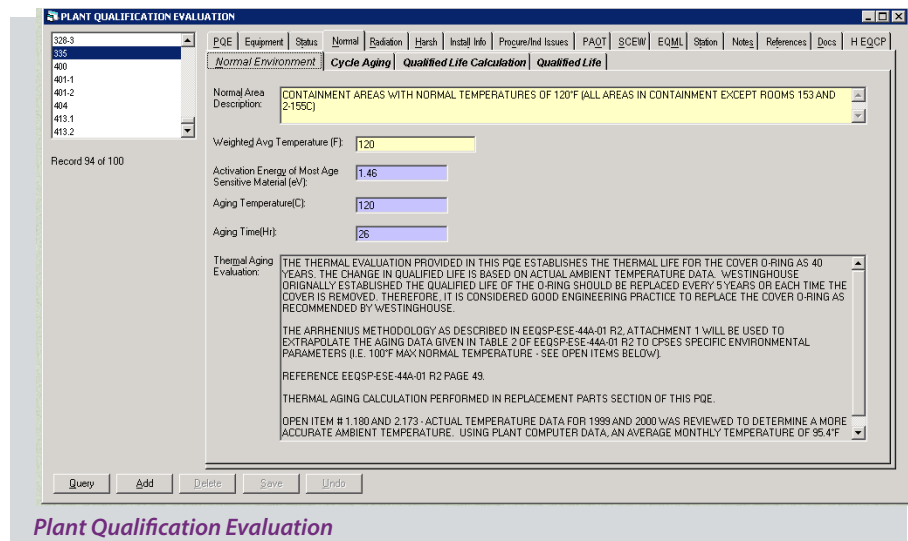 PLANT QUALIFICATION EVALUATION
328-3
335
400
401-1
401-2
404
413.1
413.2
Record 94 of 100
PQE Equipment Status Normal Radiation Harsh Install Info Procure/Ind Issues PAOT SCEW EQML Station Notes References Docs H EQCP
Normal Environment Cycle Aging Qualified Life Calculation Qualified Life
Normal Area
Description:
CONTAINMENT AREAS WITH NORMAL TEMPERATURES OF 120°F (ALL AREAS IN CONTAINMENT EXCEPT ROOMS 153 AND
2-155C)
Weighted Avg Temperature (F): 120
Activation Energy of Most Age
Sensitive Material (eV):
1.46
Aging Temperature(C): 120
Aging Time(Hr): 26
Thermal Aging
Evaluation:
THE THERMAL EVALUATION PROVIDED IN THIS PQE ESTABLISHES THE THERMAL LIFE FOR THE COVER O-RING AS 40
YEARS. THE CHANGE IN QUALIFIED LIFE IS BASED ON ACTUAL AMBIENT TEMPERATURE DATA. WESTINGHOUSE
ORIGNALLY ESTABLISHED THE QUALIFIED LIFE OF THE O-RING SHOULD BE REPLACED EVERY 5 YEARS OR EACH TIME THE
COVER IS REMOVED. THEREFORE, IT IS CONSIDERED GOOD ENGINEERING PRACTICE TO REPLACE THE COVER O-RING AS
RECOMMENDED BY WESTINGHOUSE.
THE ARRHENIUS METHODOLOGY AS DESCRIBED IN EEQSP-ESE-44A-01 R2, ATTACHMENT 1 WILL BE USED TO
EXTRAPOLATE THE AGING DATA GIVEN IN TABLE 2 OF EEQSP-ESE-44A-01 R2 TO CPSES SPECIFIC ENVIRONMENTAL
PARAMETERS (I.E. 100°F MAX NORMAL TEMPERATURE - SEE OPEN ITEMS BELOW).
REFERENCE EEQSP-ESE-44A-01 R2 PAGE 49.
THERMAL AGING CALCULATION PERFORMED IN REPLACEMENT PARTS SECTION OF THIS PQE.
OPEN ITEM # 1.180 AND 2.173 - ACTUAL TEMPERATURE DATA FOR 1999 AND 2000 WAS REVIEWED TO DETERMINE A MORE
ACCURATE AMBIENT TEMPERATURE. USING PLANT COMPUTER DATA, AN AVERAGE MONTHLY TEMPERATURE OF 95.4°F
Query Add Delete Save Undo
Plant Qualification Evaluation